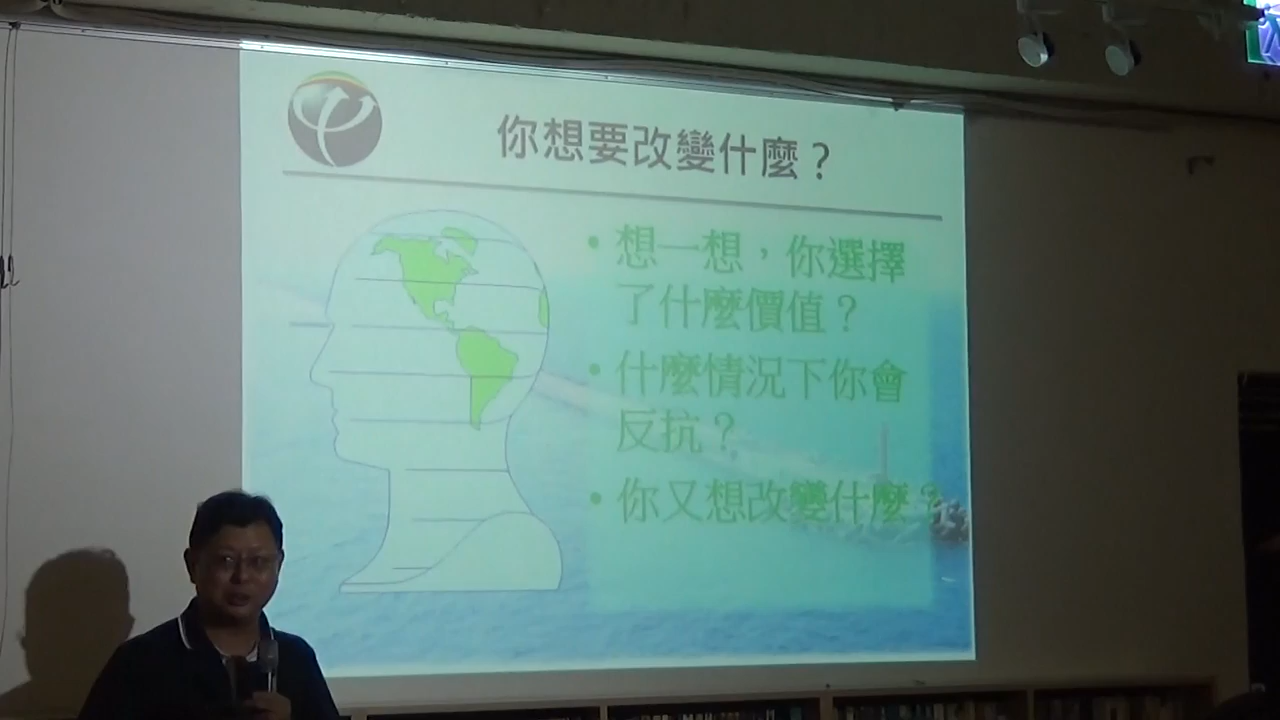 你想要改變什麼？
• 想一想，你選擇
了什麼價值？
• 什麼情況下你會
反抗？
• 你又想改變什麼？